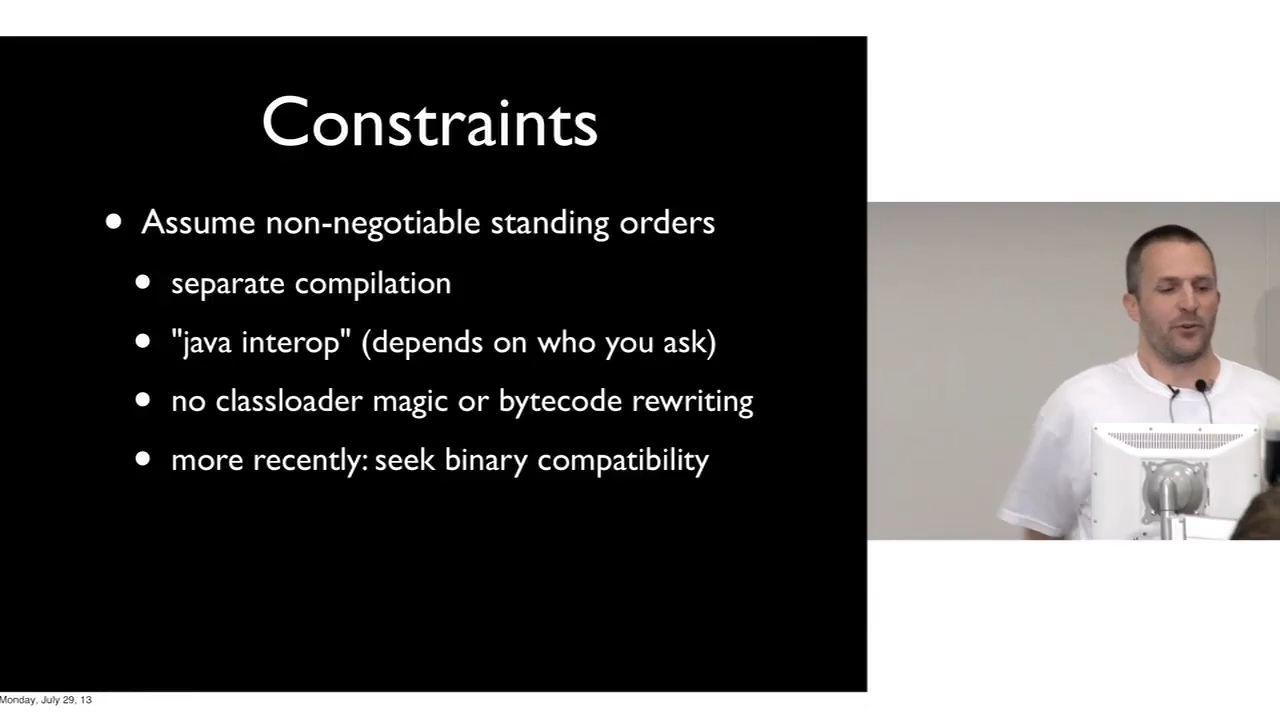 Constraints
• Assume non-negotiable standing orders
• separate compilation
• "java interop" (depends on who you ask)
• no classloader magic or bytecode rewriting
• more recently: seek binary compatibility
Monday, July 29, 13